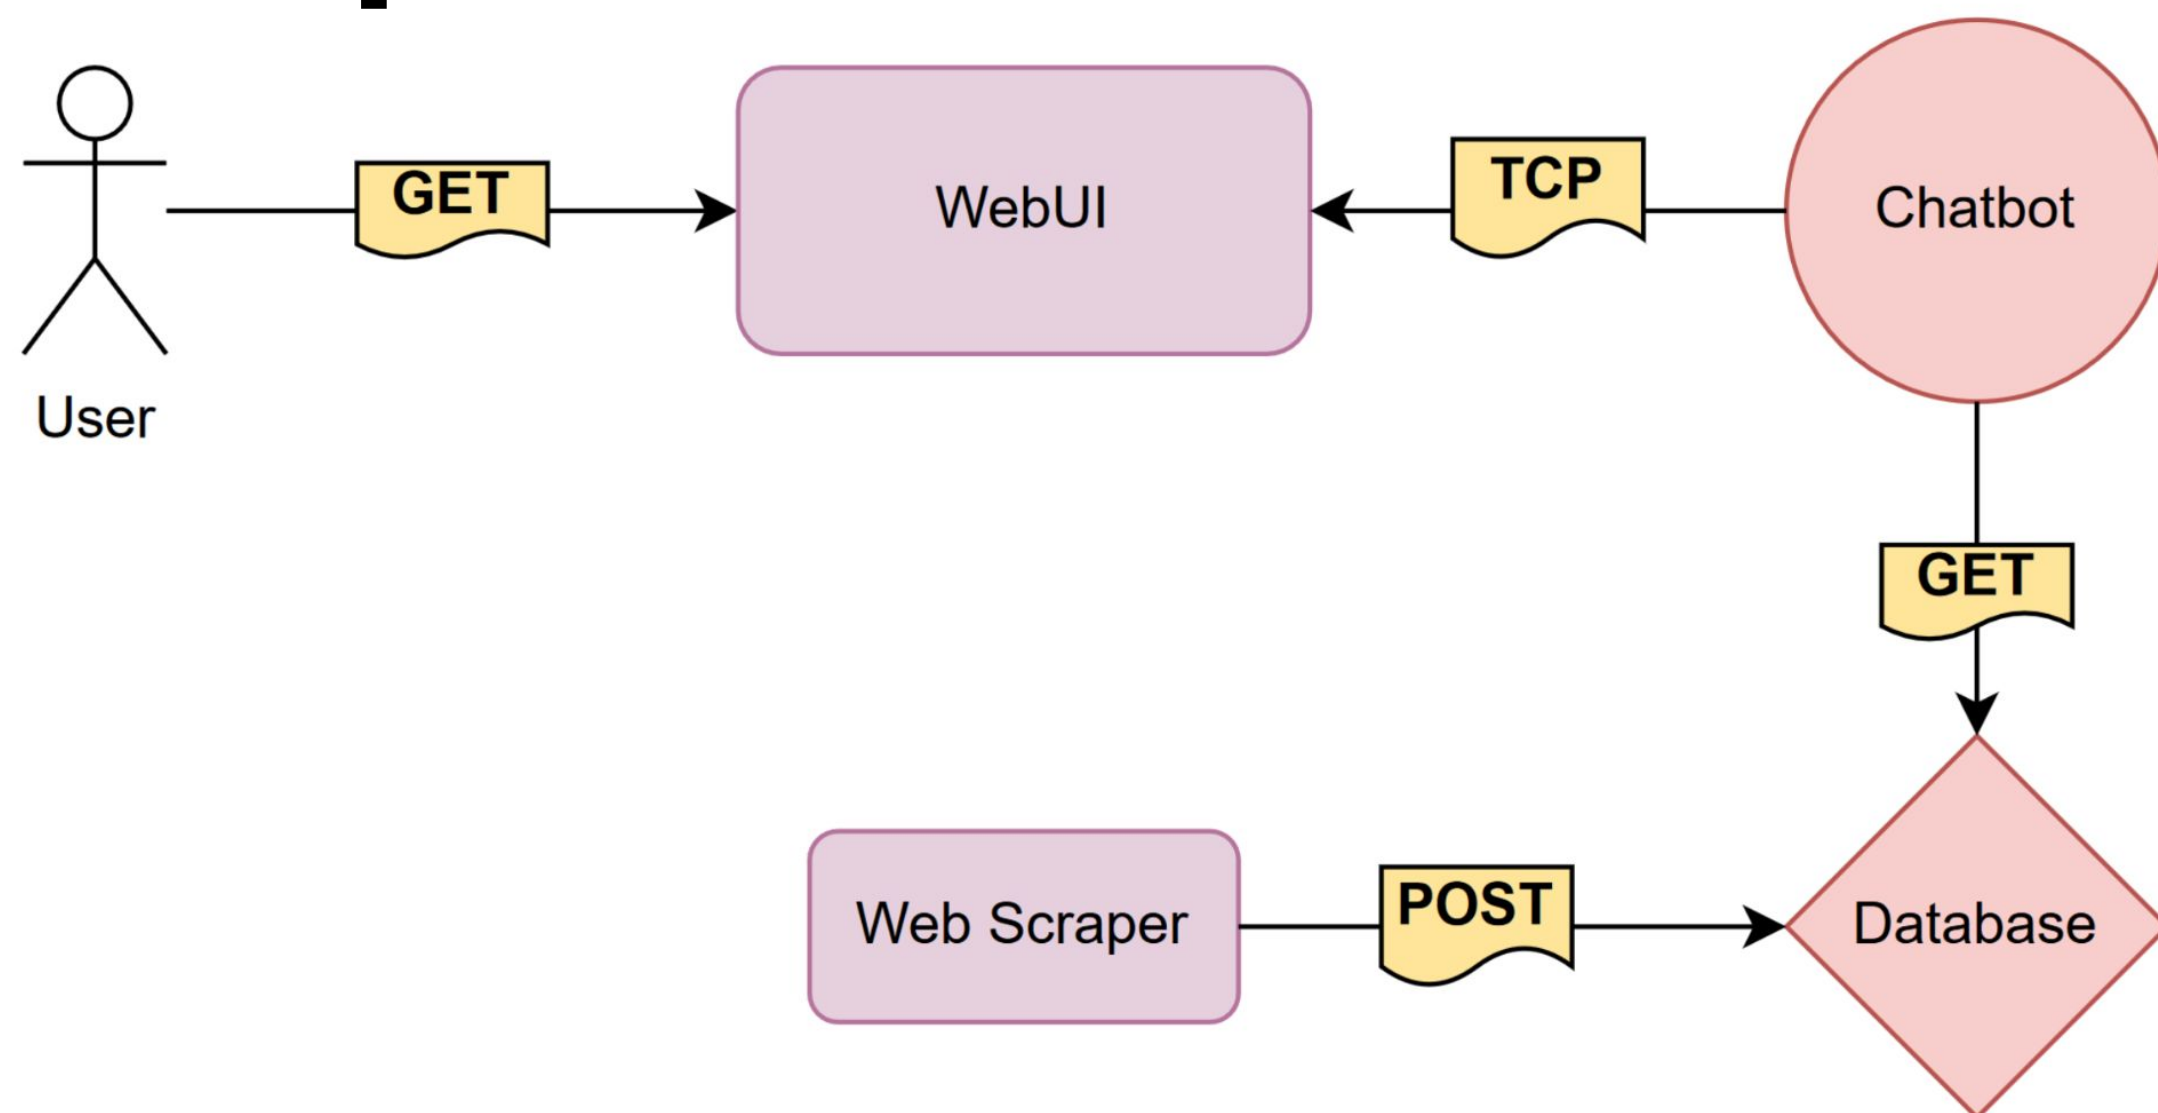 GET
WebUI
TCP
Chatbot
User
GET
Web Scraper
POST
Database